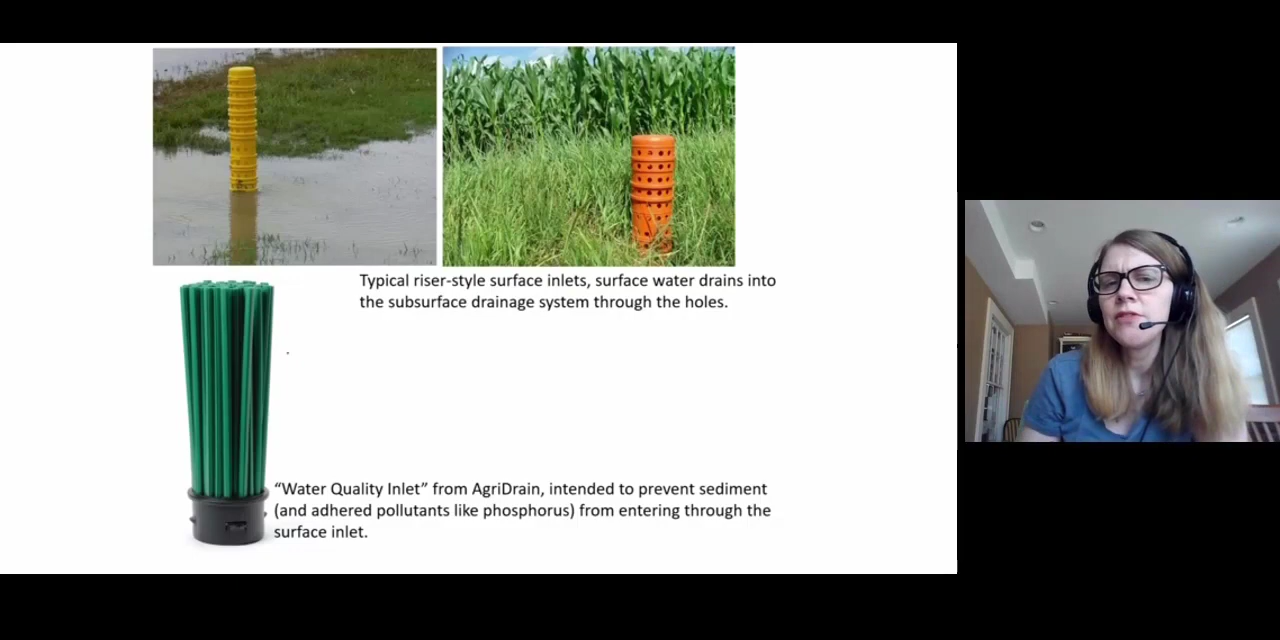 Typical riser-style surface inlets, surface water drains into
the subsurface drainage system through the holes.
“Water Quality Inlet” from AgriDrain, intended to prevent sediment
(and adhered pollutants like phosphorus) from entering through the
surface inlet.